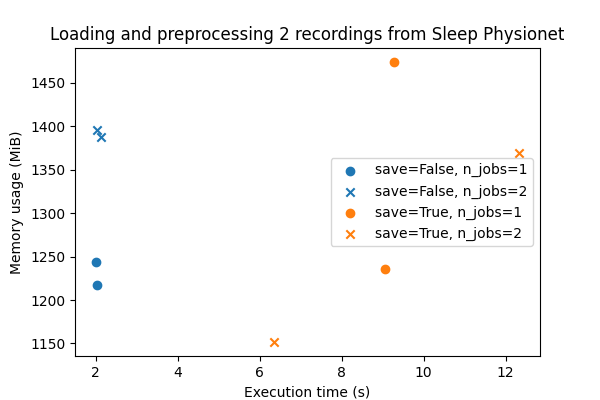 Loading and preprocessing 2 recordings from Sleep Physionet
1450
1400
1350
1300
1250
1200
1150
Memory usage (MiB)
save=False, n_jobs=1
save=False, n_jobs=2
save=True, n_jobs=1
save=True, n_jobs=2
2 4 6 8 10 12
Execution time (s)